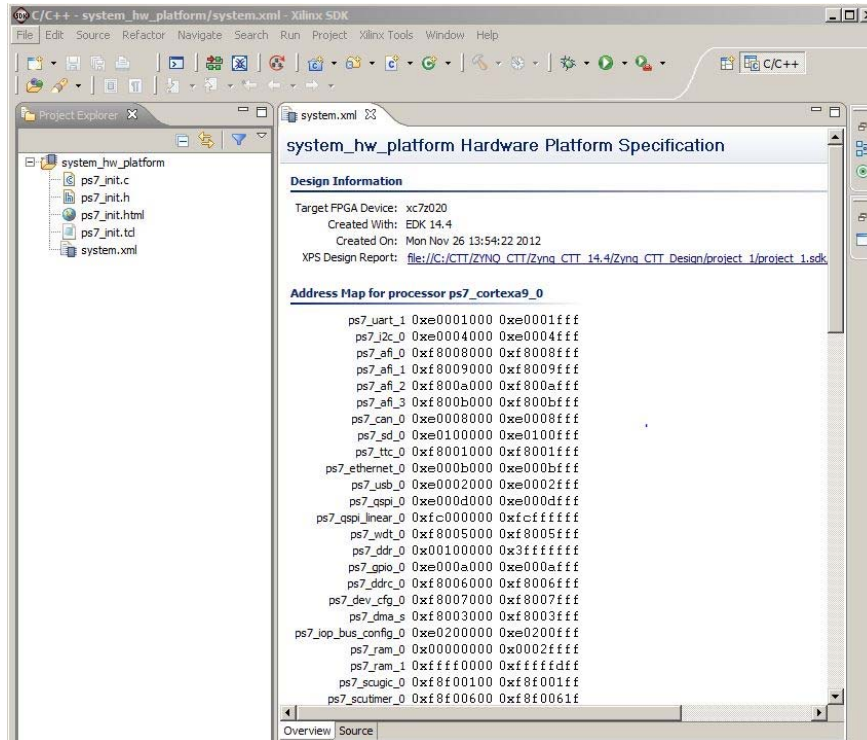 C/C++ - system_hw_platform/system.xml - Xilinx SDK
File Edit Source Refactor Navigate Search Run Project Xilinx Tools Window Help
C/C++
Project Explorer
system_hw_platform
ps7_init.c
ps7_init.h
ps7_init.html
ps7_init.tcl
system.xml
system.xml
system_hw_platform Hardware Platform Specification
Design Information
Target FPGA Device: xc7z020
Created With: EDK 14.4
Created On: Mon Nov 26 13:54:22 2012
XPS Design Report: file://C:/CTT/ZYNQ_CTT/Zynq_CTT_14.4/Zynq_CTT_Design/project_1/project_1.sdk
Address Map for processor ps7_cortexa9_0
ps7_uart_1 0xe0001000 0xe0001fff
ps7_i2c_0 0xe0004000 0xe0004fff
ps7_afi_0 0xf8008000 0xf8008fff
ps7_afi_1 0xf8009000 0xf8009fff
ps7_afi_2 0xf800a000 0xf800afff
ps7_afi_3 0xf800b000 0xf800bfff
ps7_can_0 0xe0008000 0xe0008fff
ps7_sd_0 0xe0100000 0xe0100fff
ps7_ttc_0 0xf8001000 0xf8001fff
ps7_ethernet_0 0xe000b000 0xe000bfff
ps7_usb_0 0xe0002000 0xe0002fff
ps7_qspi_0 0xe000d000 0xe000dfff
ps7_qspi_linear_0 0xfc000000 0xfcffffff
ps7_wdt_0 0xf8005000 0xf8005fff
ps7_ddr_0 0x00100000 0x3fffffff
ps7_gpio_0 0xe000a000 0xe000afff
ps7_ddrc_0 0xf8006000 0xf8006fff
ps7_dev_cfg_0 0xf8007000 0xf8007fff
ps7_dma_s 0xf8003000 0xf8003fff
ps7_iop_bus_config_0 0xe0200000 0xe0200fff
ps7_ram_0 0x00000000 0x0002ffff
ps7_ram_1 0xffff0000 0xfffffdff
ps7_scugic_0 0xf8f00100 0xf8f001ff
ps7_scutimer_0 0xf8f00600 0xf8f0061f
Overview Source